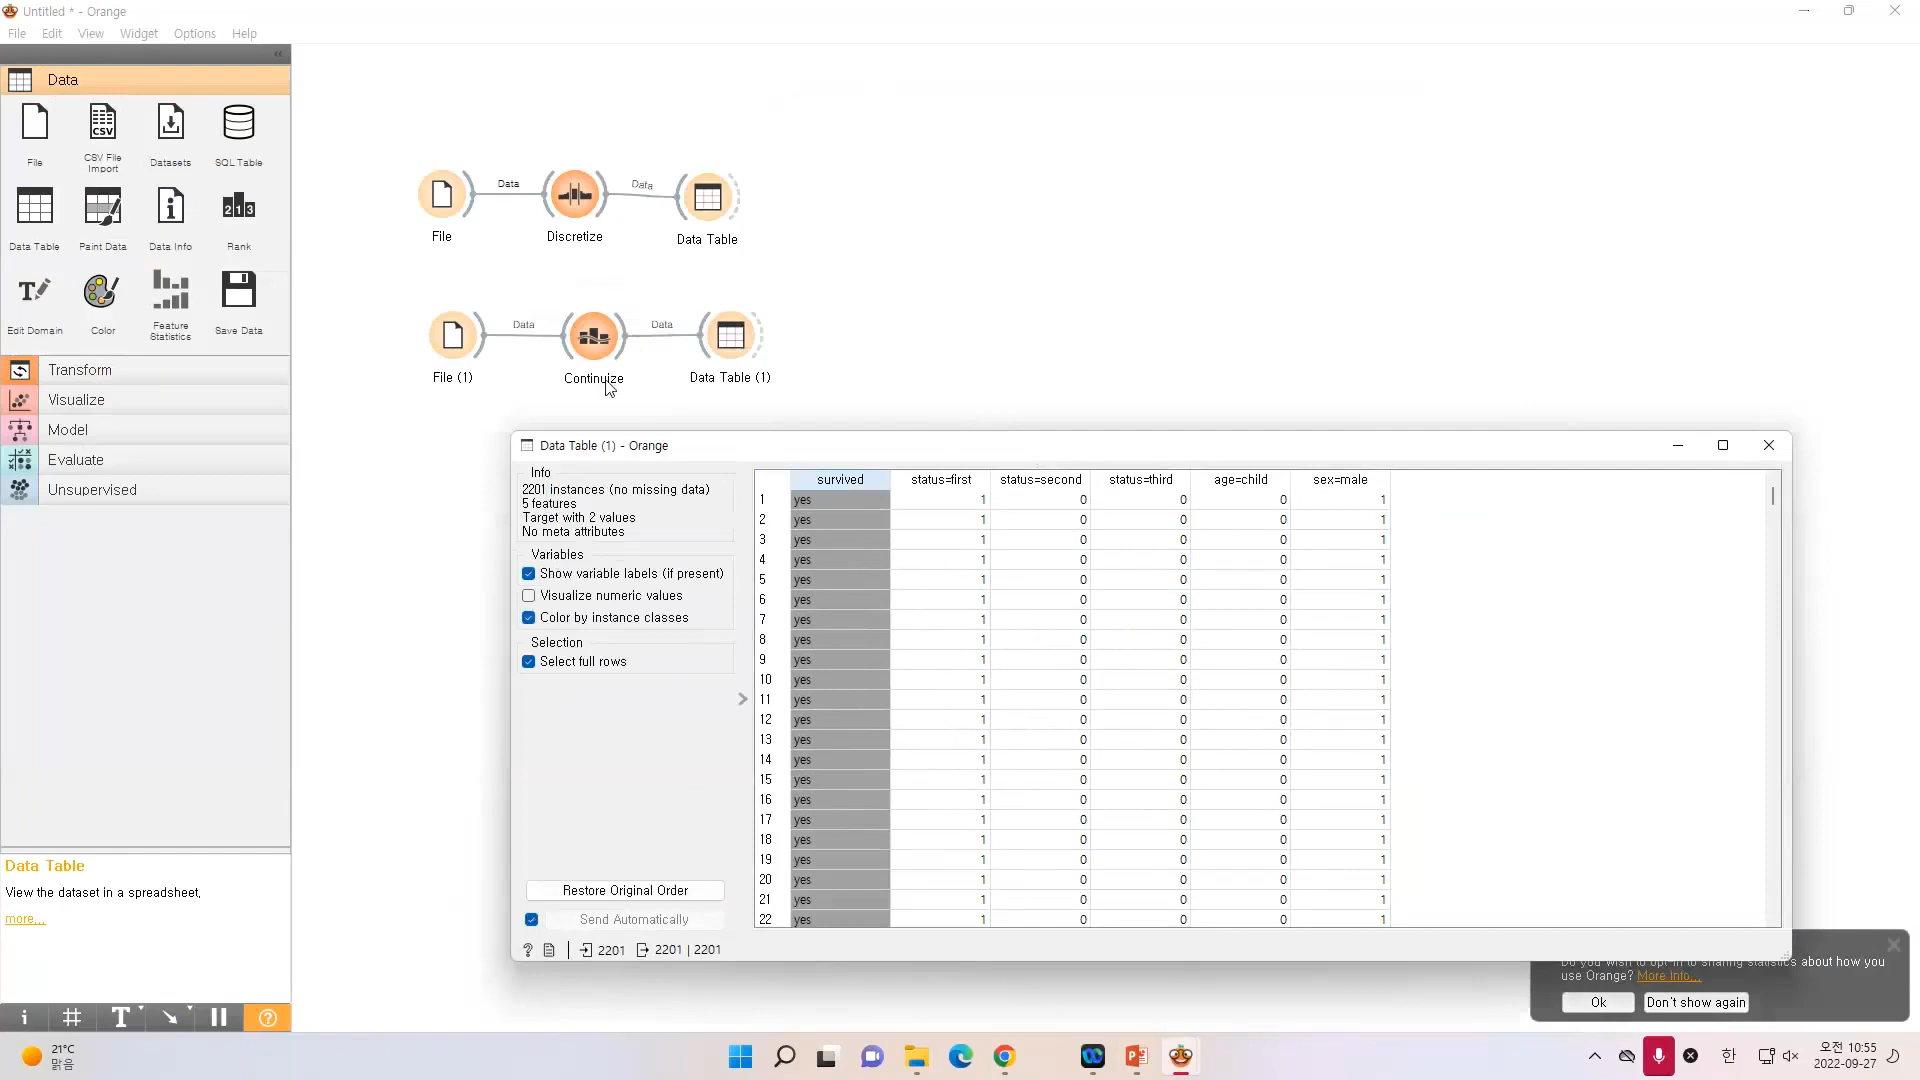 Untitled * - Orange
File Edit View Widget Options Help
Data
File
CSV File Import
Datasets
SQL Table
Data Table
Paint Data
Data Info
Rank
Edit Domain
Color
Feature Statistics
Save Data
Transform
Visualize
Model
Evaluate
Unsupervised
Data Table
View the dataset in a spreadsheet.
more...
File
Data
Discretize
Data
Data Table
File (1)
Data
Continuize
Data
Data Table (1)
Data Table (1) - Orange
Info
2201 instances (no missing data)
5 features
Target with 2 values
No meta attributes
Variables
Show variable labels (if present)
Visualize numeric values
Color by instance classes
Selection
Select full rows
Restore Original Order
Send Automatically
2201 2201 | 2201
survived status=first status=second status=third age=child sex=male
1 yes 1 0 0 0 1
2 yes 1 0 0 0 1
3 yes 1 0 0 0 1
4 yes 1 0 0 0 1
5 yes 1 0 0 0 1
6 yes 1 0 0 0 1
7 yes 1 0 0 0 1
8 yes 1 0 0 0 1
9 yes 1 0 0 0 1
10 yes 1 0 0 0 1
11 yes 1 0 0 0 1
12 yes 1 0 0 0 1
13 yes 1 0 0 0 1
14 yes 1 0 0 0 1
15 yes 1 0 0 0 1
16 yes 1 0 0 0 1
17 yes 1 0 0 0 1
18 yes 1 0 0 0 1
19 yes 1 0 0 0 1
20 yes 1 0 0 0 1
21 yes 1 0 0 0 1
22 yes 1 0 0 0 1
Do you wish to opt-in to sharing statistics about how you
use Orange? More Info...
Ok Don't show again
21°C
맑음
한
오전 10:55
2022-09-27